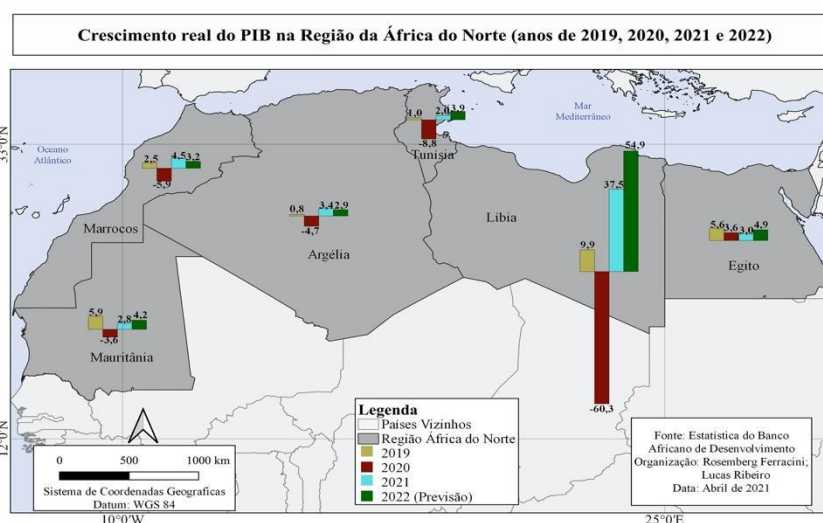 Crescimento real do PIB na Região da África do Norte (anos de 2019, 2020, 2021 e 2022)
Oceano
Atlântico
Mar
Mediterrâneo
33°N
12°N
10°0'W
25°0'E
2,5
-5,9
4,5
3,2
Marrocos
0,8
-4,7
3,4
2,9
Argélia
1,0
-8,8
2,0
3,9
Tunísia
9,9
-60,3
37,5
54,9
Líbia
5,6
3,6
3,0
4,9
Egito
5,9
-3,6
2,8
4,2
Mauritânia
0 500 1000 km
Sistema de Coordenadas Geograficas
Datum: WGS 84
Legenda
Países Vizinhos
Região África do Norte
2019
2020
2021
2022 (Previsão)
Fonte: Estatística do Banco
Africano de Desenvolvimento
Organização: Rosemberg Ferracini;
Lucas Ribeiro
Data: Abril de 2021